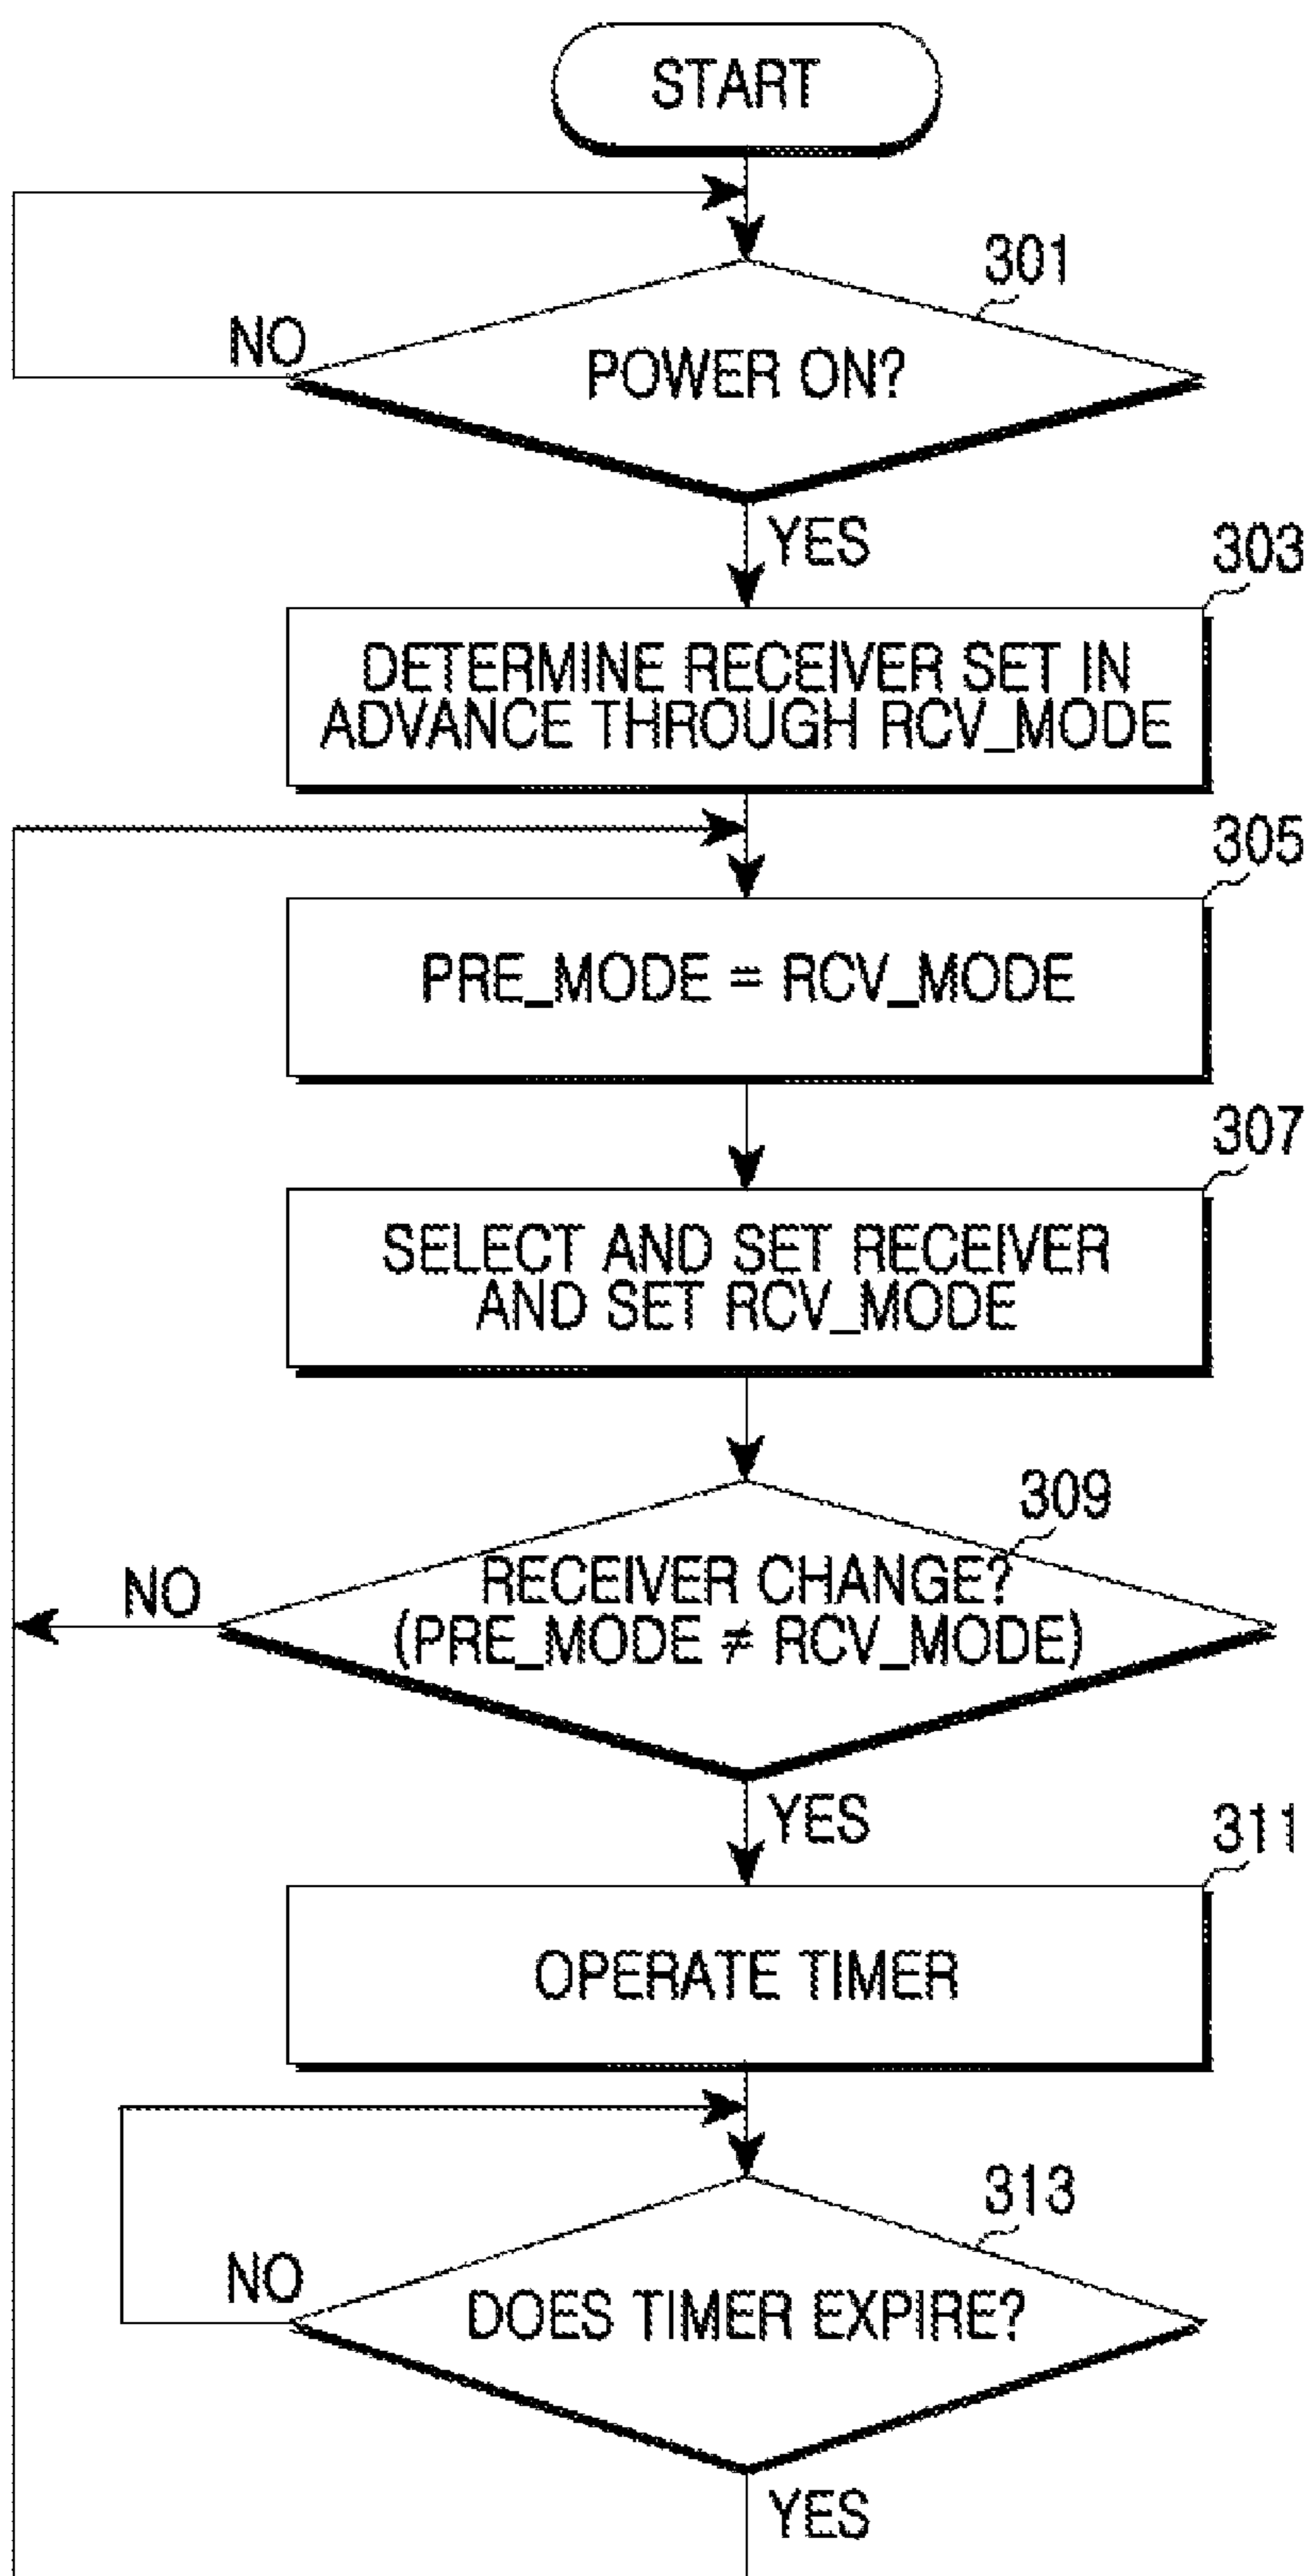 START
301
NO
POWER ON?
YES
303
DETERMINE RECEIVER SET IN
ADVANCE THROUGH RCV_MODE
305
PRE_MODE = RCV_MODE
307
SELECT AND SET RECEIVER
AND SET RCV_MODE
309
RECEIVER CHANGE?
NO
(PRE_MODE ≠ RCV_MODE)
YES
311
OPERATE TIMER
313
NO
DOES TIMER EXPIRE?
YES